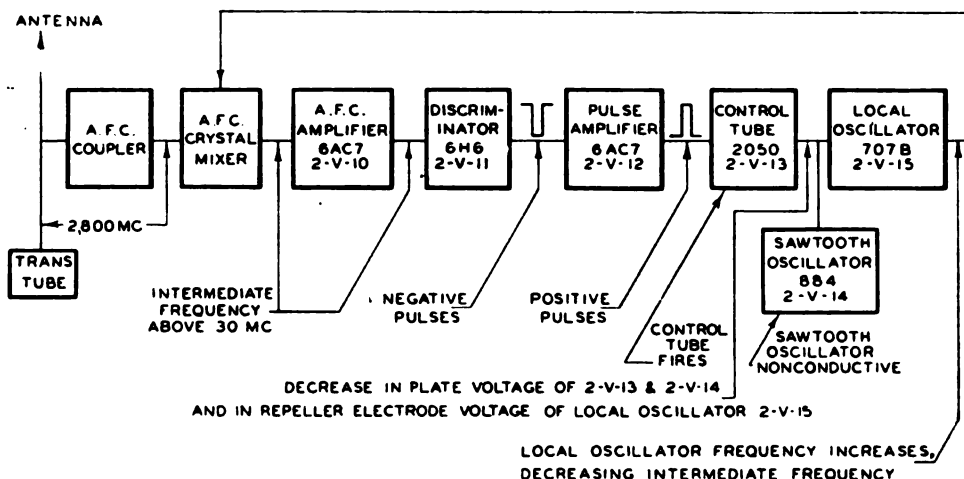 ANTENNA
A.F.C.
COUPLER
A.F.C.
CRYSTAL
MIXER
A.F.C.
AMPLIFIER
6AC7
2-V-10
DISCRIM-
INATOR
6H6
2-V-11
PULSE
AMPLIFIER
6AC7
2-V-12
CONTROL
TUBE
2050
2-V-13
LOCAL
OSCILLATOR
707B
2-V-15
2,800 MC
TRANS
TUBE
SAWTOOTH
OSCILLATOR
884
2-V-14
INTERMEDIATE
FREQUENCY
ABOVE 30 MC
NEGATIVE
PULSES
POSITIVE
PULSES
CONTROL
TUBE
FIRES
SAWTOOTH
OSCILLATOR
NONCONDUCTIVE
DECREASE IN PLATE VOLTAGE OF 2-V-13 & 2-V-14
AND IN REPELLER ELECTRODE VOLTAGE OF LOCAL OSCILLATOR 2-V-15
LOCAL OSCILLATOR FREQUENCY INCREASES,
DECREASING INTERMEDIATE FREQUENCY